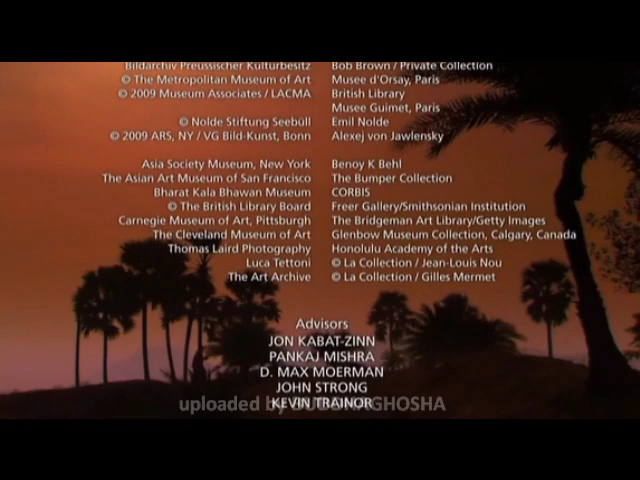 Bildarchiv Preussischer Kulturbesitz Bob Brown / Private Collection
© The Metropolitan Museum of Art Musee d'Orsay, Paris
© 2009 Museum Associates / LACMA British Library
Musee Guimet, Paris
© Nolde Stiftung Seebüll Emil Nolde
© 2009 ARS, NY / VG Bild-Kunst, Bonn Alexej von Jawlensky
Asia Society Museum, New York Benoy K Behl
The Asian Art Museum of San Francisco The Bumper Collection
Bharat Kala Bhawan Museum CORBIS
© The British Library Board Freer Gallery/Smithsonian Institution
Carnegie Museum of Art, Pittsburgh The Bridgeman Art Library/Getty Images
The Cleveland Museum of Art Glenbow Museum Collection, Calgary, Canada
Thomas Laird Photography Honolulu Academy of the Arts
Luca Tettoni © La Collection / Jean-Louis Nou
The Art Archive © La Collection / Gilles Mermet
Advisors
JON KABAT-ZINN
PANKAJ MISHRA
D. MAX MOERMAN
JOHN STRONG
KEVIN TRAINOR
uploaded by